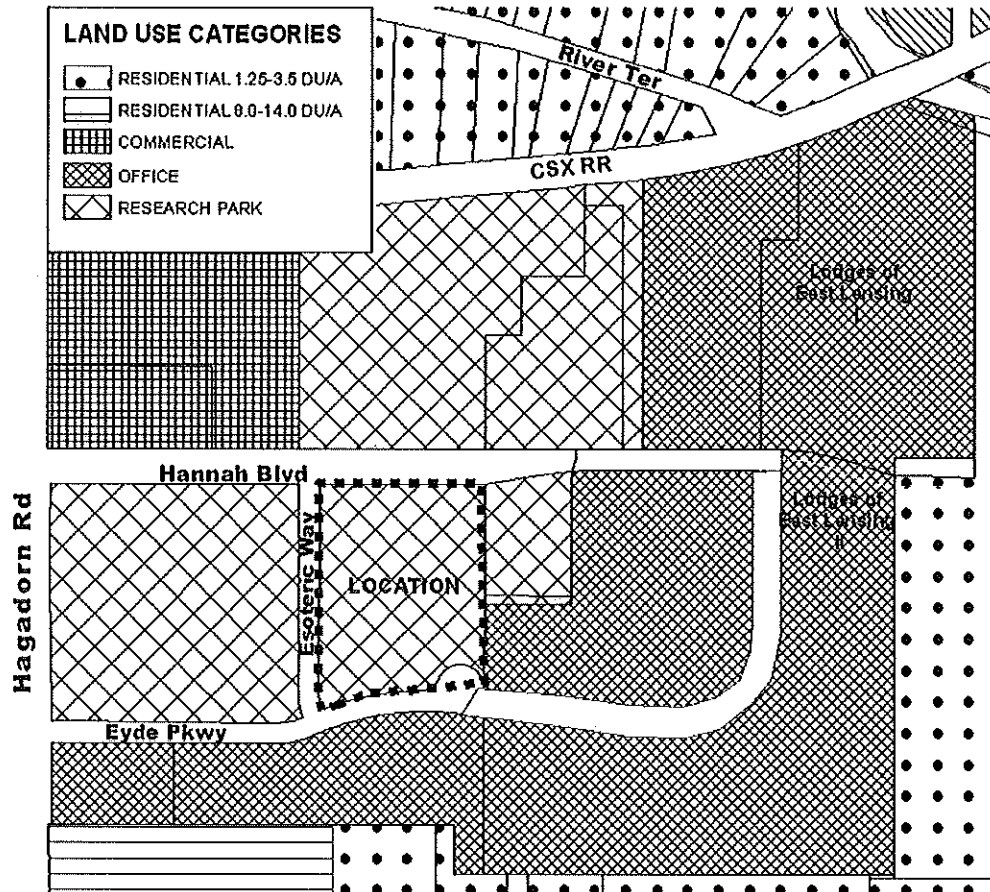 LAND USE CATEGORIES
RESIDENTIAL 1.25-3.5 DU/A
RESIDENTIAL 8.0-14.0 DU/A
COMMERCIAL
OFFICE
RESEARCH PARK
River Ter
CSX RR
Lodges of
East Lansing
I
Hannah Blvd
Lodges of
East Lansing
II
Esoteric Way
LOCATION
Hagadorn Rd
Eyde Pkwy